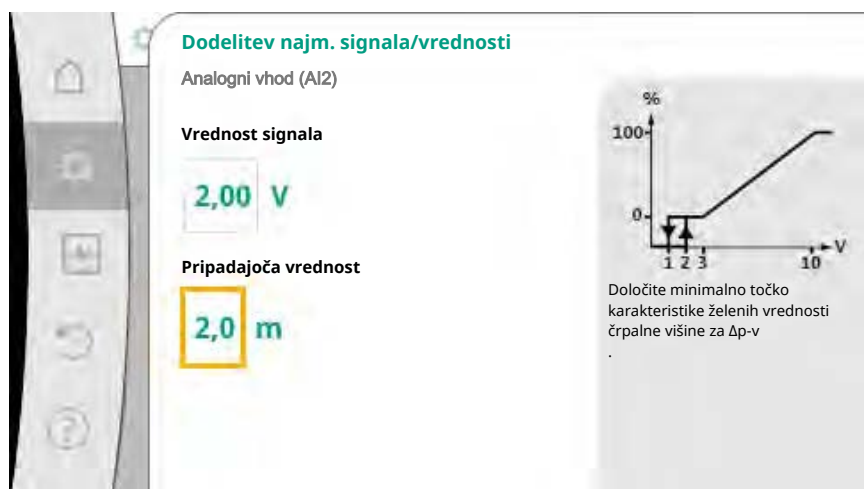 Dodelitev najm. signala/vrednosti
Analogni vhod (AI2)
Vrednost signala
2,00 V
Pripadajoča vrednost
2,0 m
%
100
0
1 2 3 10 V
Določite minimalno točko
karakteristike želenih vrednosti
črpalne višine za Δp-v
.